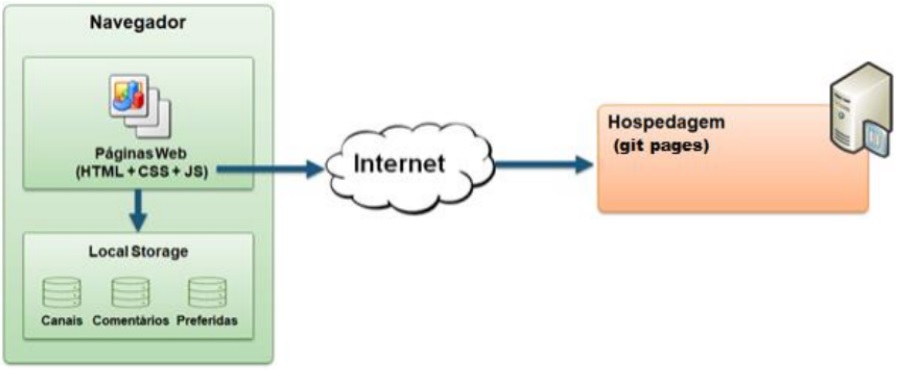 Navegador
Páginas Web
(HTML + CSS + JS)
Internet
Hospedagem
(git pages)
Local Storage
Canais
Comentários
Preferidas